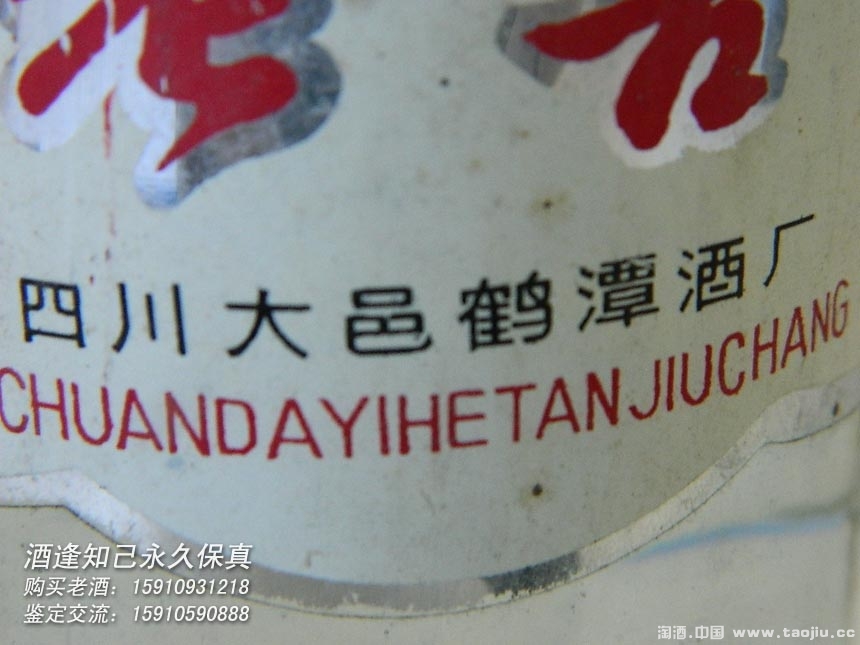 四川大邑鹤潭酒厂
CHUANDAYIHETANJIUCHANG
酒逢知己永久保真
购买老酒：15910931218
鉴定交流：15910590888
淘酒.中国 www.taojiu.cc